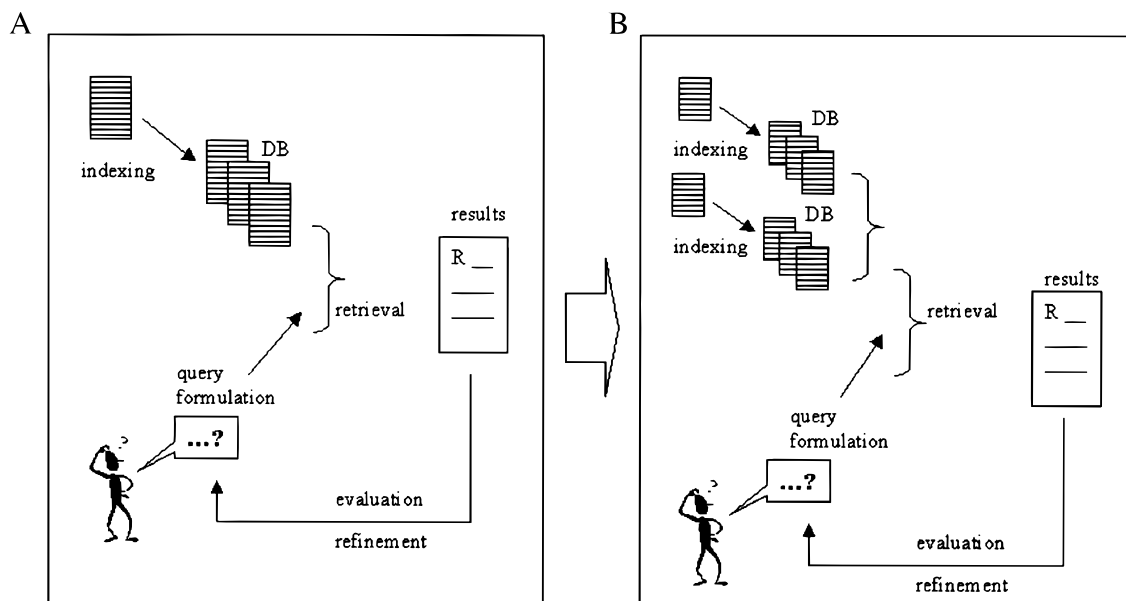 A
DB
indexing
results
R
retrieval
query
formulation
...?
?
evaluation
refinement
B
DB
indexing
DB
indexing
results
R
retrieval
query
formulation
...?
?
evaluation
refinement